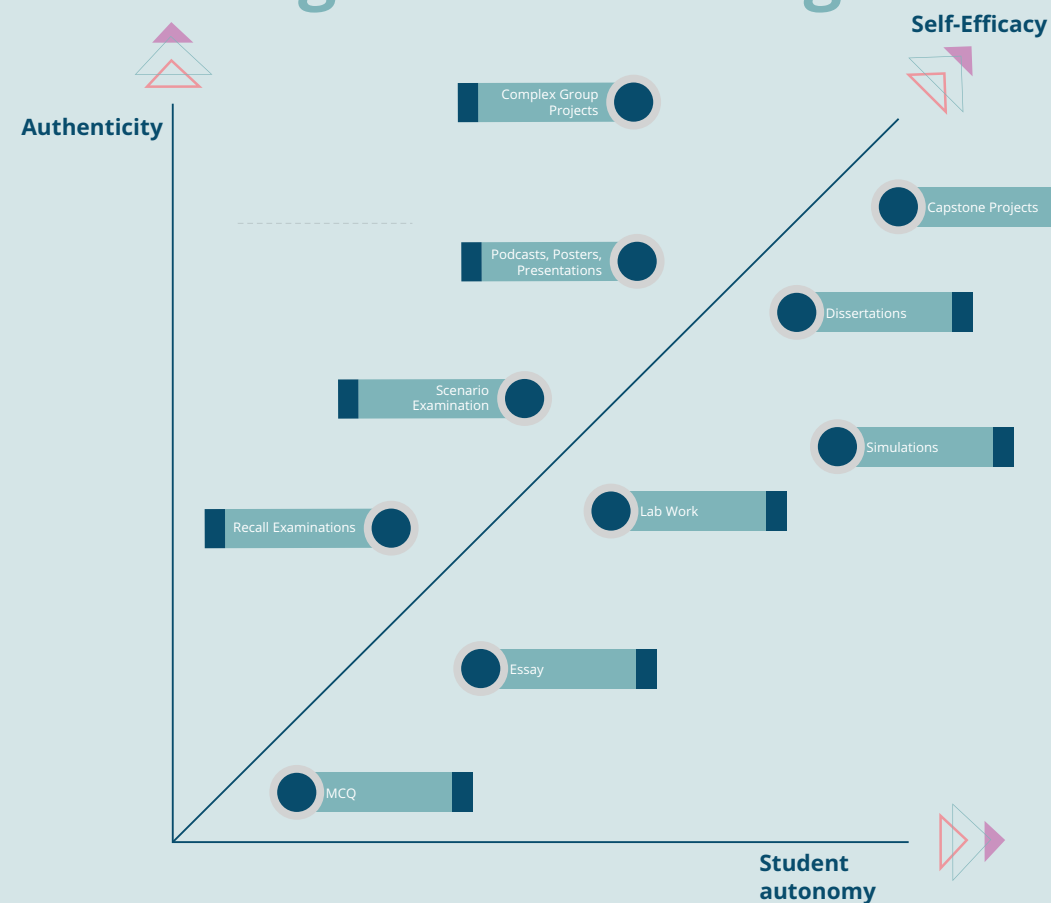 Self-Efficacy
Authenticity
Complex Group
Projects
Capstone Projects
Podcasts, Posters,
Presentations
Dissertations
Scenario
Examination
Simulations
Lab Work
Recall Examinations
Essay
MCQ
Student
autonomy